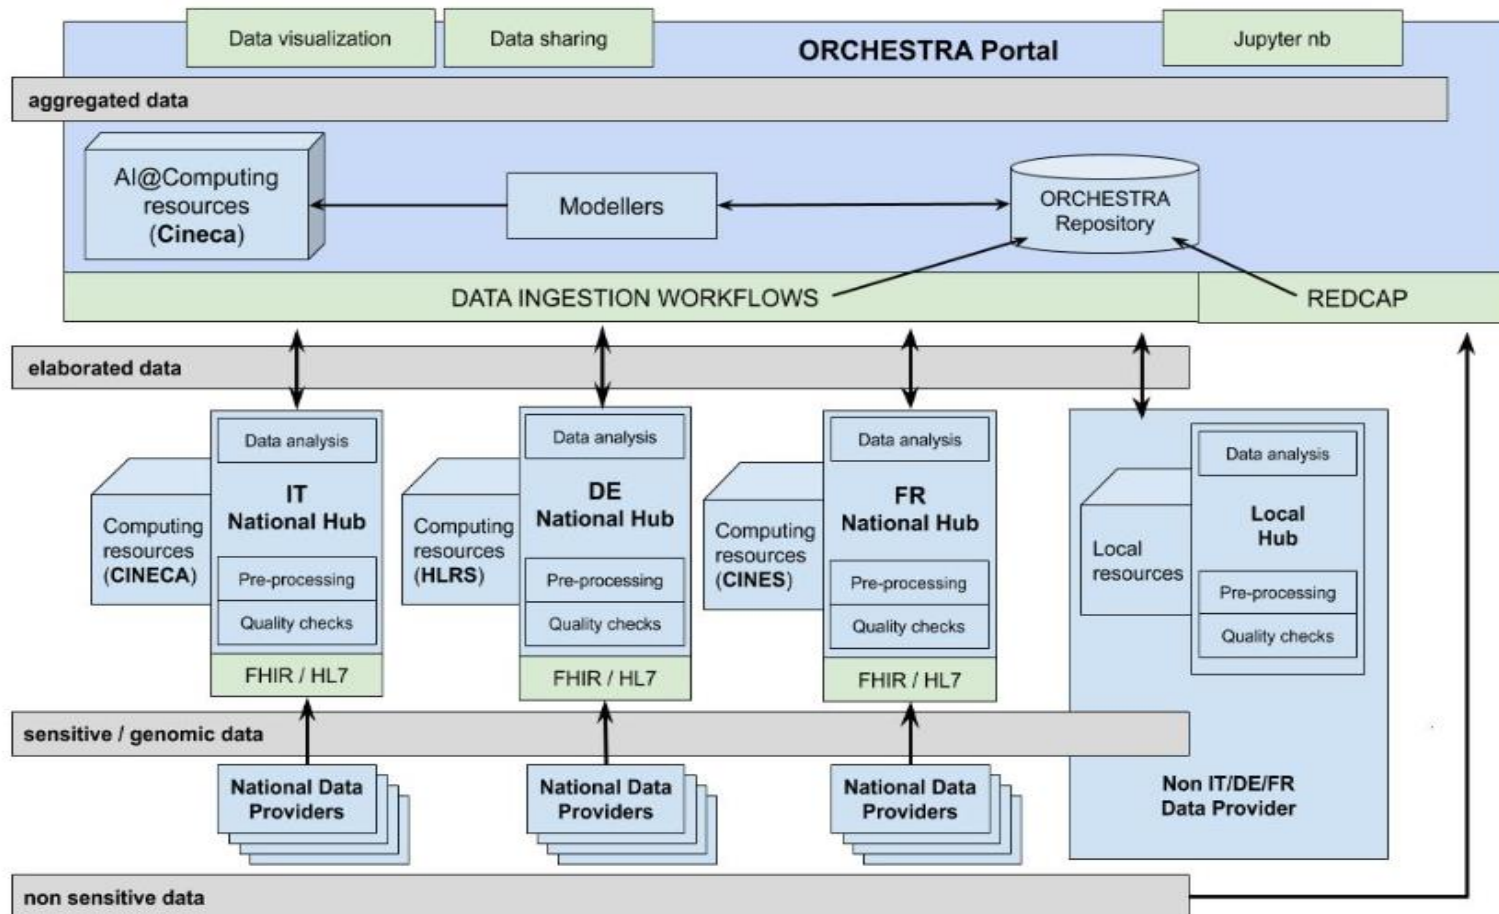 Data visualization
Data sharing
ORCHESTRA Portal
Jupyter nb
aggregated data
AI@Computing
resources
(Cineca)
Modellers
ORCHESTRA
Repository
DATA INGESTION WORKFLOWS
REDCAP
elaborated data
Data analysis
IT
National Hub
Computing
resources
(CINECA)
Pre-processing
Quality checks
FHIR / HL7
Data analysis
DE
National Hub
Computing
resources
(HLRS)
Pre-processing
Quality checks
FHIR / HL7
Data analysis
FR
National Hub
Computing
resources
(CINES)
Pre-processing
Quality checks
FHIR / HL7
Data analysis
Local
Hub
Local
resources
Pre-processing
Quality checks
sensitive / genomic data
National Data
Providers
National Data
Providers
National Data
Providers
Non IT/DE/FR
Data Provider
non sensitive data